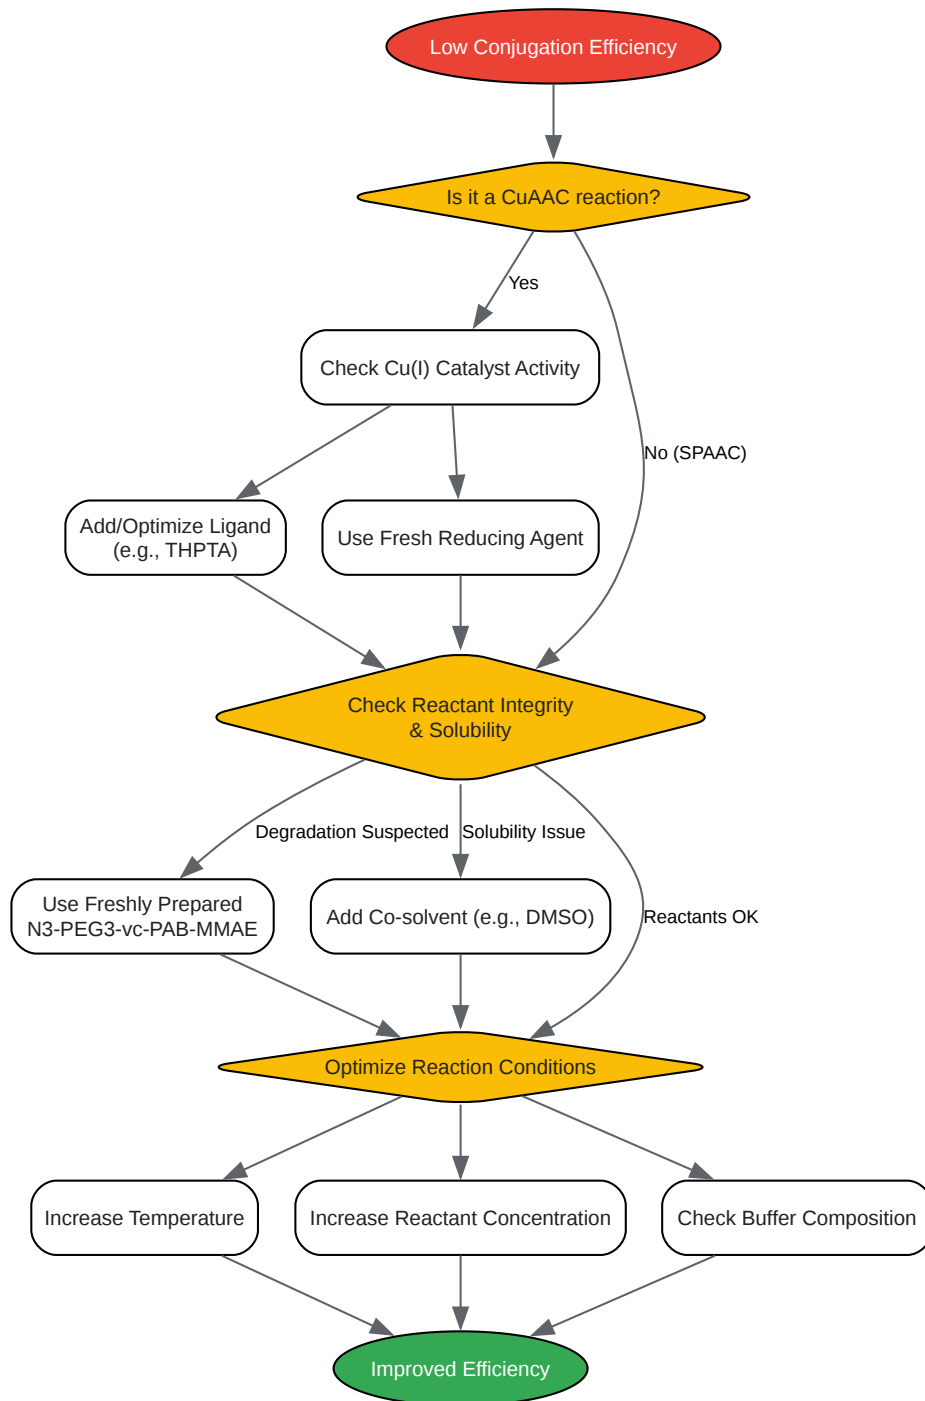 Low Conjugation Efficiency
Is it a CuAAC reaction?
Yes
Check Cu(I) Catalyst Activity
No (SPAAC)
Add/Optimize Ligand
(e.g., THPTA)
Use Fresh Reducing Agent
Check Reactant Integrity
& Solubility
Degradation Suspected
Solubility Issue
Use Freshly Prepared
N3-PEG3-vc-PAB-MMAE
Add Co-solvent (e.g., DMSO)
Reactants OK
Optimize Reaction Conditions
Increase Temperature
Increase Reactant Concentration
Check Buffer Composition
Improved Efficiency